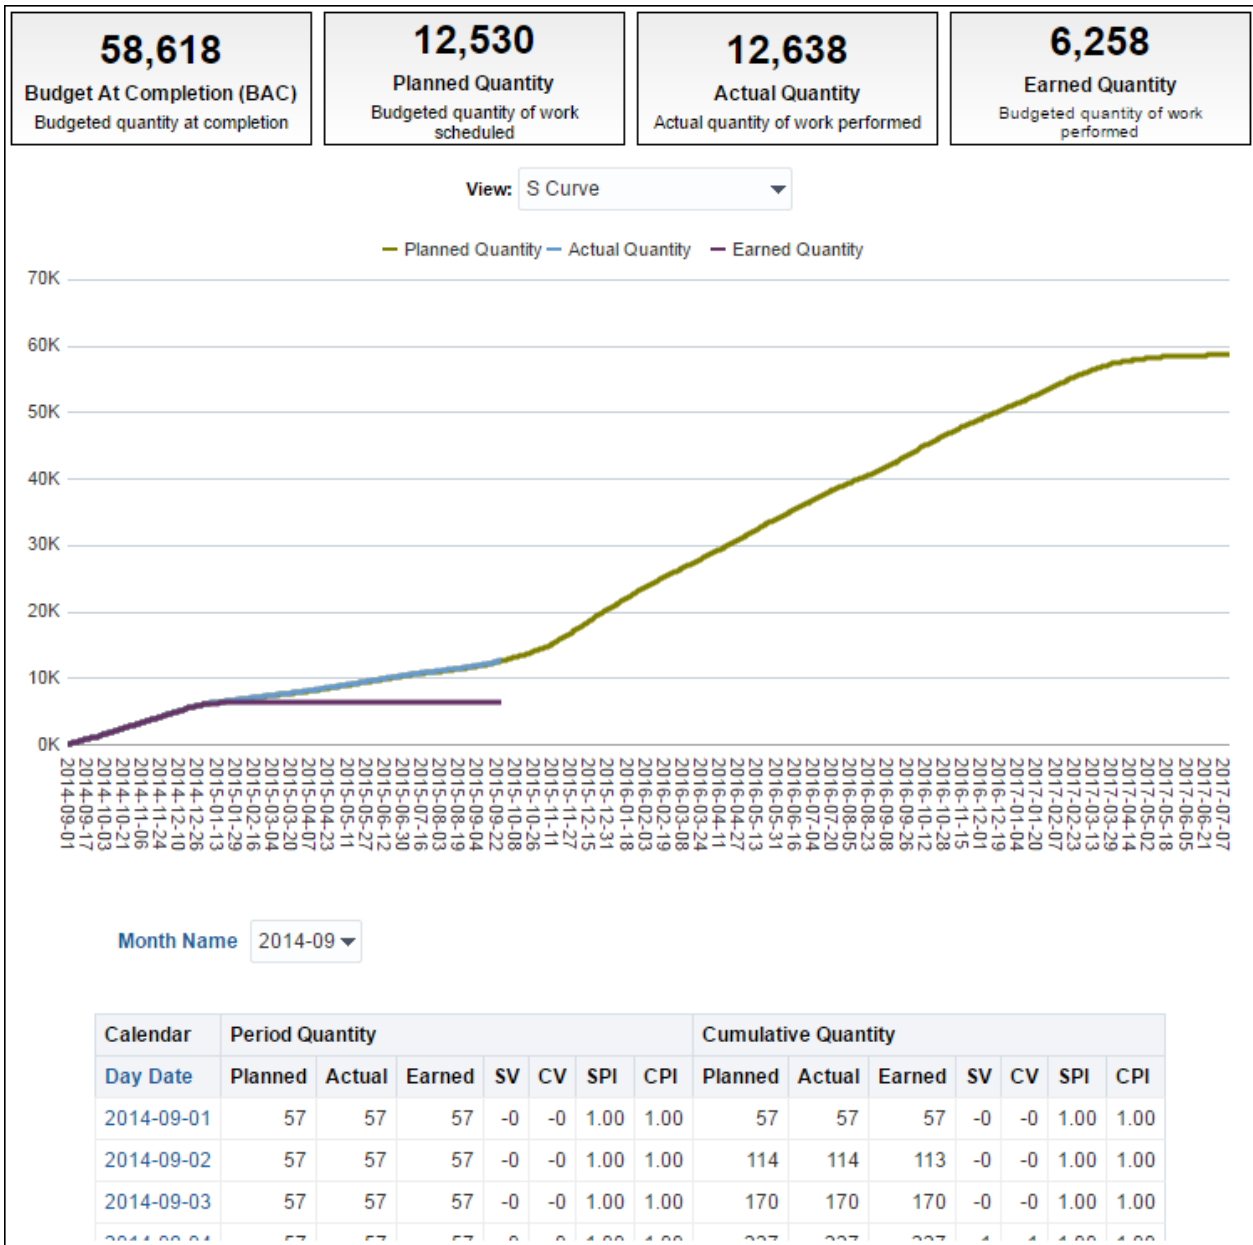 58,618
Budget At Completion (BAC)
Budgeted quantity at completion
12,530
Planned Quantity
Budgeted quantity of work
scheduled
12,638
Actual Quantity
Actual quantity of work performed
6,258
Earned Quantity
Budgeted quantity of work
performed
View: S Curve
Planned Quantity Actual Quantity Earned Quantity
70K
60K
50K
40K
30K
20K
10K
0K
2014-09-01
2014-09-17
2014-10-03
2014-10-21
2014-11-06
2014-11-24
2014-12-10
2014-12-26
2015-01-13
2015-01-29
2015-02-16
2015-03-04
2015-03-20
2015-04-07
2015-04-23
2015-05-11
2015-05-27
2015-06-12
2015-06-30
2015-07-16
2015-08-03
2015-08-19
2015-09-04
2015-09-22
2015-10-08
2015-10-26
2015-11-11
2015-11-27
2015-12-15
2015-12-31
2016-01-18
2016-02-03
2016-02-19
2016-03-08
2016-03-24
2016-04-11
2016-04-27
2016-05-13
2016-05-31
2016-06-16
2016-07-04
2016-07-20
2016-08-05
2016-08-23
2016-09-08
2016-09-26
2016-10-12
2016-10-28
2016-11-15
2016-12-01
2016-12-19
2017-01-04
2017-01-20
2017-02-07
2017-02-23
2017-03-13
2017-03-29
2017-04-14
2017-05-02
2017-05-18
2017-06-05
2017-06-21
2017-07-07
Month Name 2014-09
Calendar Period Quantity Cumulative Quantity
Day Date Planned Actual Earned SV CV SPI CPI Planned Actual Earned SV CV SPI CPI
2014-09-01 57 57 57 -0 -0 1.00 1.00 57 57 57 -0 -0 1.00 1.00
2014-09-02 57 57 57 -0 -0 1.00 1.00 114 114 113 -0 -0 1.00 1.00
2014-09-03 57 57 57 -0 -0 1.00 1.00 170 170 170 -0 -0 1.00 1.00